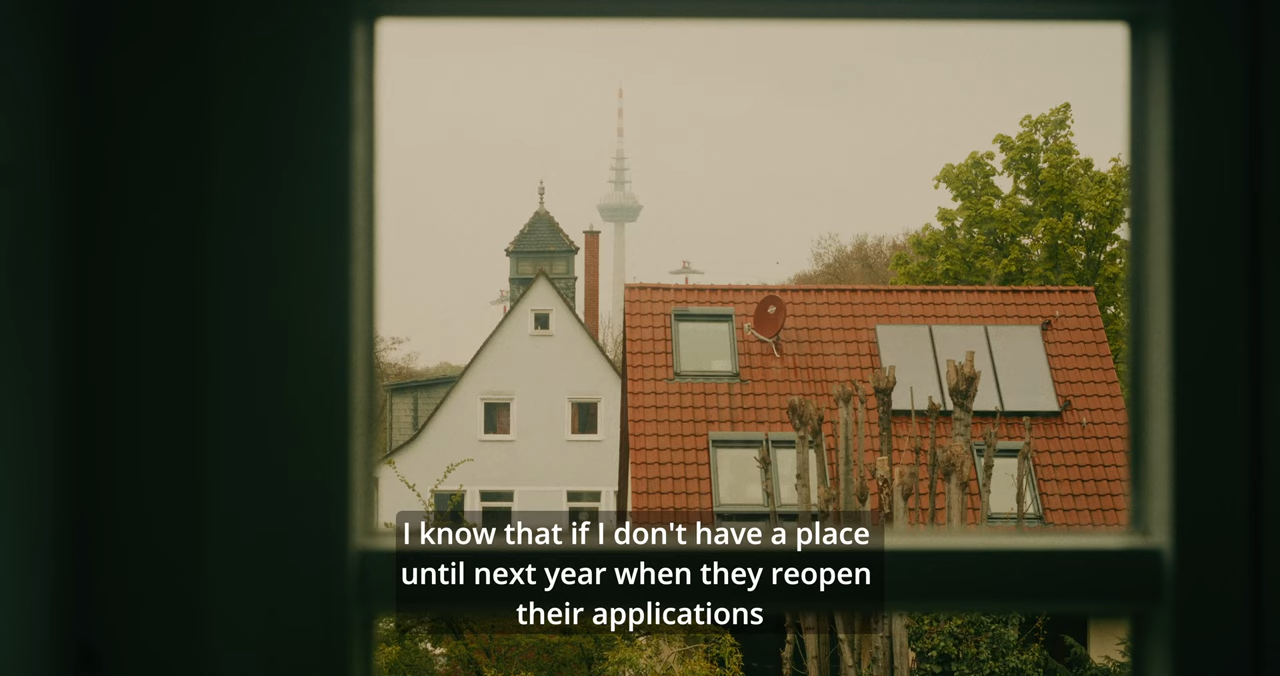 I know that if I don't have a place
until next year when they reopen
their applications